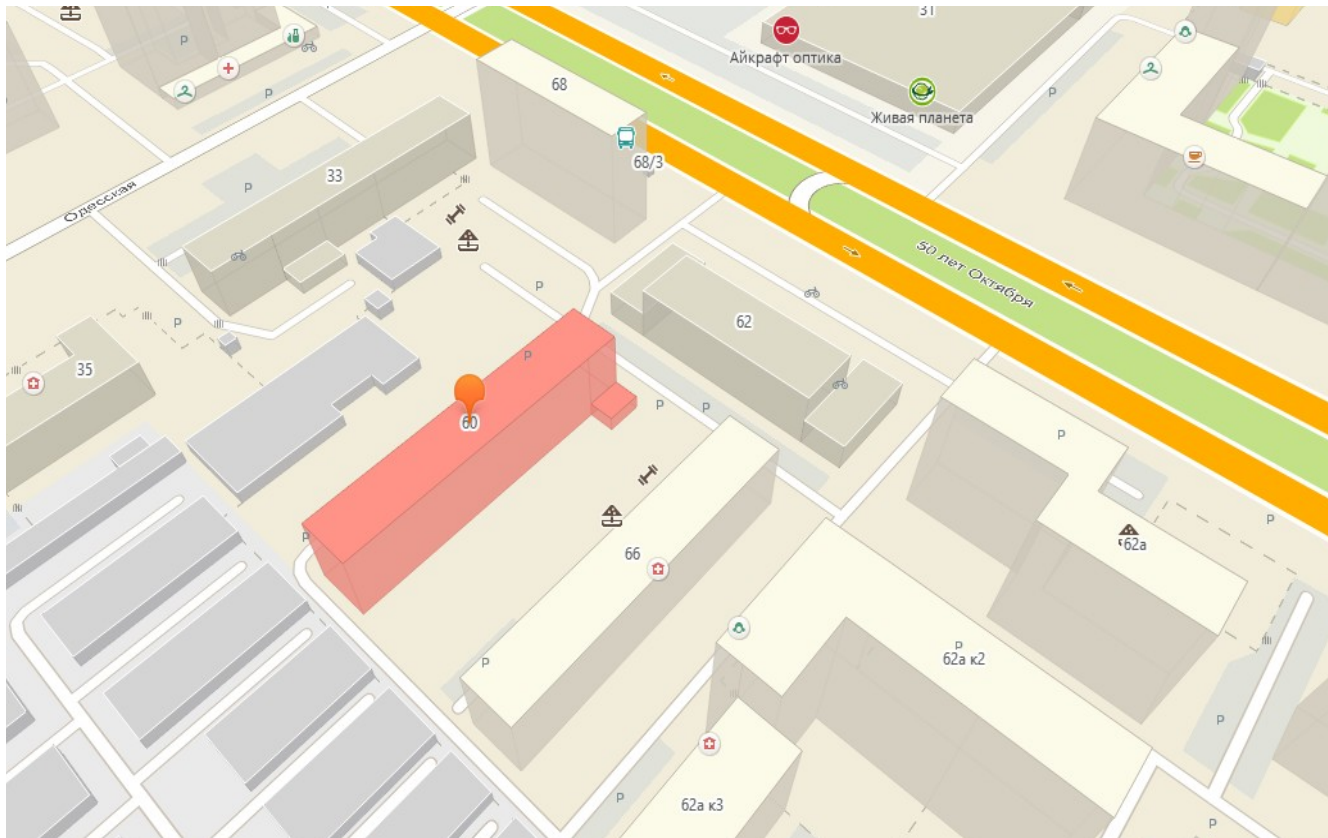 P
31
Айкрафт оптика
Живая планета
P
P
68
68/3
33
P
Одесская
P
P
50 лет Октября
62
35
P
60
P
P
P
P
66
62а
P
P
P
62а к2
P
P
62а к3
P
P